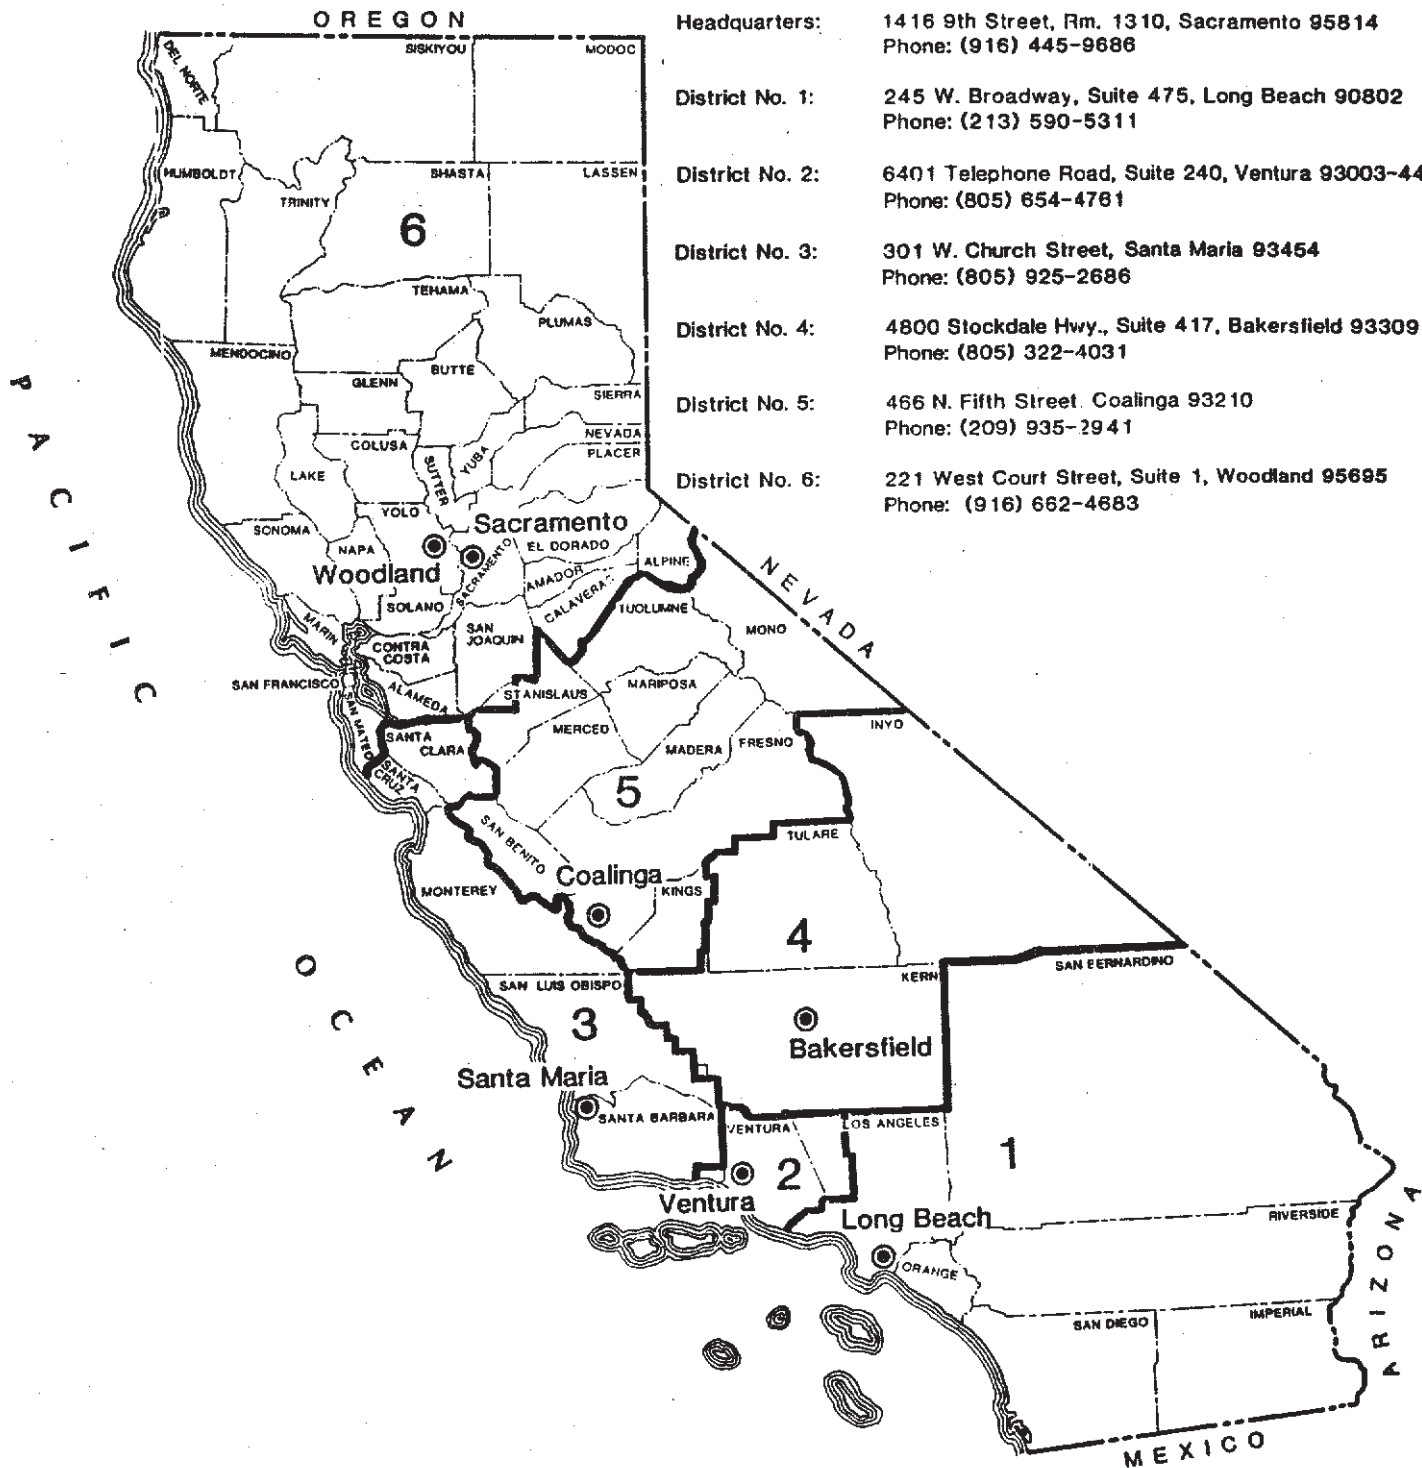 OREGON
Headquarters: 1416 9th Street, Rm. 1310, Sacramento 95814
Phone: (916) 445-9686
District No. 1: 245 W. Broadway, Suite 475, Long Beach 90802
Phone: (213) 590-5311
District No. 2: 6401 Telephone Road, Suite 240, Ventura 93003-44
Phone: (805) 654-4761
District No. 3: 301 W. Church Street, Santa Maria 93454
Phone: (805) 925-2686
District No. 4: 4800 Stockdale Hwy., Suite 417, Bakersfield 93309
Phone: (805) 322-4031
District No. 5: 466 N. Fifth Street. Coalinga 93210
Phone: (209) 935-2941
District No. 6: 221 West Court Street, Suite 1, Woodland 95695
Phone: (916) 662-4683
DEL NORTE
SISKIYOU
MODOC
HUMBOLDT
TRINITY
SHASTA
LASSEN
6
TEHAMA
PLUMAS
MENDOCINO
GLENN
BUTTE
SIERRA
COLUSA
NEVADA
PLACER
LAKE
SUTTER
YUBA
YOLO
SONOMA
NAPA
Sacramento
Woodland
SACRAMENTO
EL DORADO
AMADOR
ALPINE
CALAVERAS
SOLANO
MARIN
CONTRA
COSTA
SAN
JOAQUIN
TUOLUMNE
MONO
NEVADA
SAN FRANCISCO
ALAMEDA
STANISLAUS
MARIPOSA
SAN MATEO
SANTA
CLARA
MERCED
MADERA
FRESNO
INYO
SANTA
CRUZ
5
SAN BENITO
TULARE
Coalinga
MONTEREY
KINGS
4
PACIFIC
OCEAN
SAN LUIS OBISPO
KERN
SAN BERNARDINO
3
Bakersfield
Santa Maria
SANTA BARBARA
VENTURA
LOS ANGELES
1
2
Ventura
Long Beach
RIVERSIDE
ORANGE
ARIZONA
SAN DIEGO
IMPERIAL
MEXICO